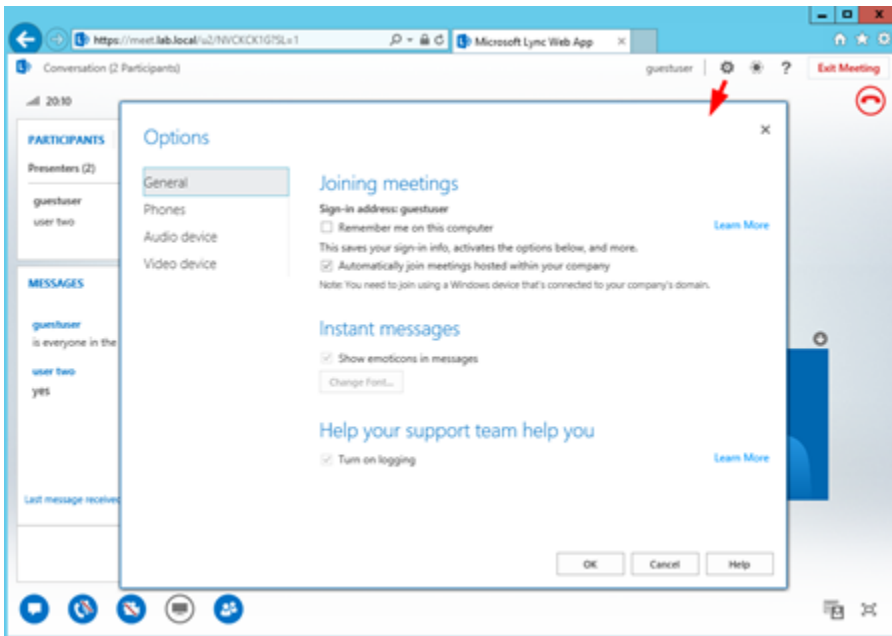 https://meet.lab.local/u2/NVCKCK1G?SL=1
Microsoft Lync Web App
Conversation (2 Participants)
guestuser
?
Exit Meeting
20:10
PARTICIPANTS
Presenters (2)
guestuser
user two
MESSAGES
guestuser
is everyone in the
user two
yes
Last message received
Options
General
Phones
Audio device
Video device
Joining meetings
Sign-in address: guestuser
Remember me on this computer
Learn More
This saves your sign-in info, activates the options below, and more.
Automatically join meetings hosted within your company
Note: You need to join using a Windows device that's connected to your company's domain.
Instant messages
Show emoticons in messages
Change Font...
Help your support team help you
Turn on logging
Learn More
OK
Cancel
Help